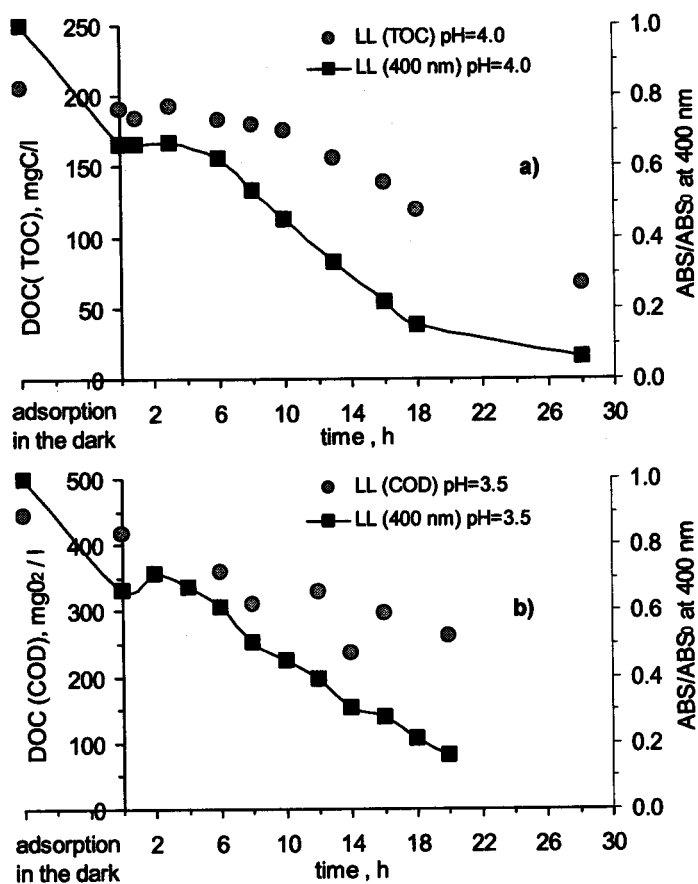 250
200
150
100
50
0
DOC( TOC), mgC/l
LL (TOC) pH=4.0
LL (400 nm) pH=4.0
a)
1.0
0.8
0.6
0.4
0.2
0.0
ABS/ABS0 at 400 nm
adsorption
in the dark
2 6 10 14 18 22 26 30
time , h
500
400
300
200
100
0
DOC (COD), mg02 / l
LL (COD) pH=3.5
LL (400 nm) pH=3.5
b)
1.0
0.8
0.6
0.4
0.2
0.0
ABS/ABS0 at 400 nm
adsorption
in the dark
2 6 10 14 18 22 26 30
time , h